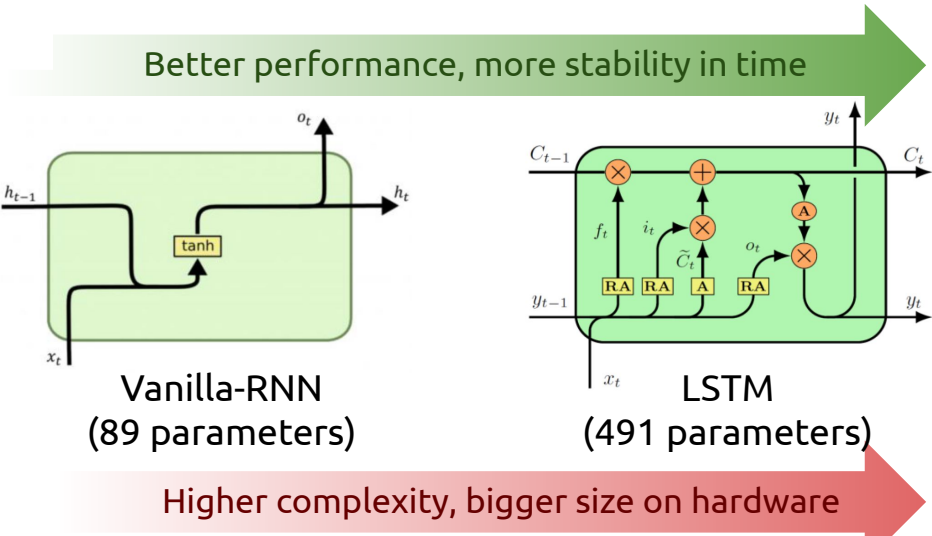 Better performance, more stability in time
o_t
h_{t-1}
h_t
tanh
x_t
Vanilla-RNN
(89 parameters)
y_t
C_{t-1}
C_t
×
+
A
f_t
i_t
×
o_t
×
C̃_t
RA RA A RA
y_{t-1}
y_t
x_t
LSTM
(491 parameters)
Higher complexity, bigger size on hardware